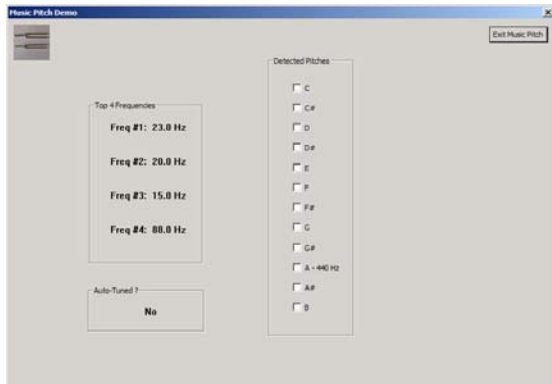 Music Pitch Demo
Exit Music Pitch
Top 4 Frequencies
Freq #1: 23.0 Hz
Freq #2: 20.0 Hz
Freq #3: 15.0 Hz
Freq #4: 88.0 Hz
Auto-Tuned ?
No
Detected Pitches
C
C#
D
D#
E
F
F#
G
G#
A - 440 Hz
A#
B